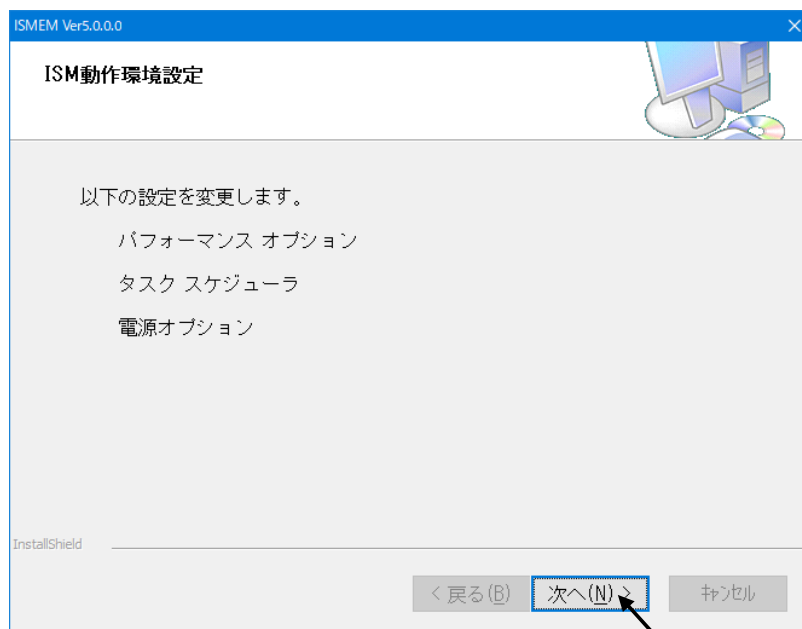 ISMEM Ver5.0.0.0
ISM動作環境設定
以下の設定を変更します。
パフォーマンス オプション
タスク スケジューラ
電源オプション
InstallShield
< 戻る(B) 次へ(N) > キャンセル